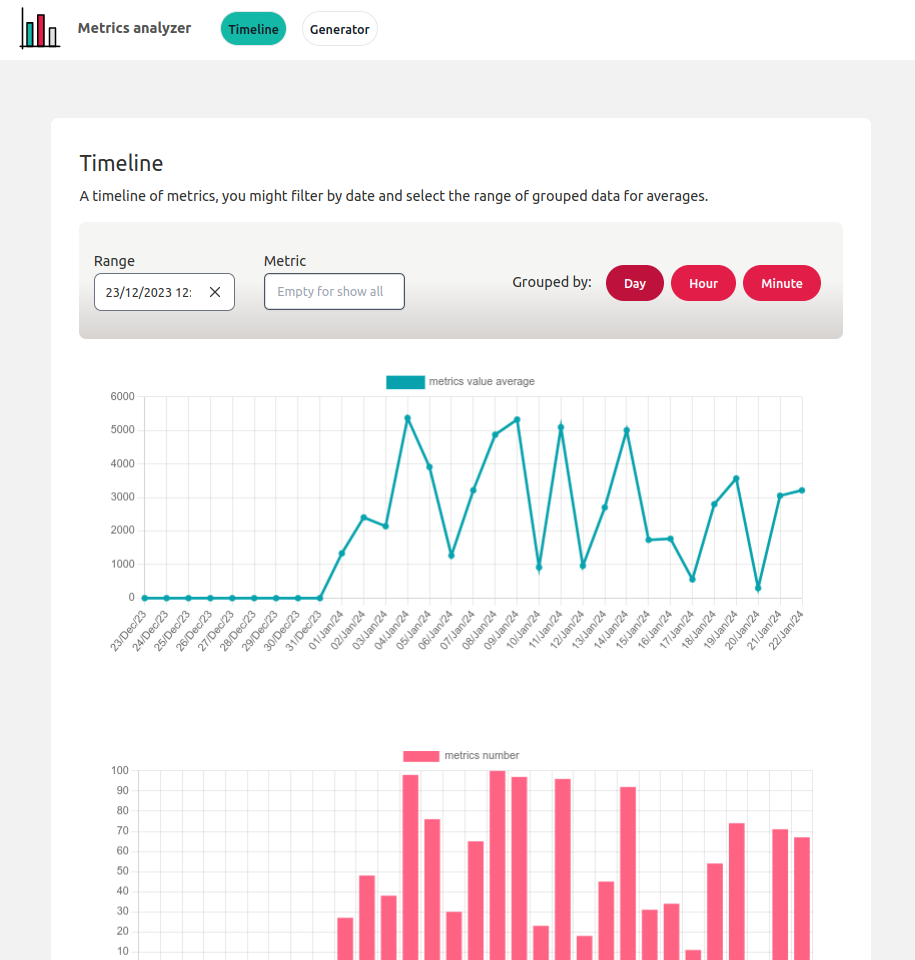 Metrics analyzer
Timeline
Generator
Timeline
A timeline of metrics, you might filter by date and select the range of grouped data for averages.
Range
Metric
23/12/2023 12:
Empty for show all
Grouped by:
Day
Hour
Minute
metrics value average
6000
5000
4000
3000
2000
1000
0
23/Dec/23
24/Dec/23
25/Dec/23
26/Dec/23
27/Dec/23
28/Dec/23
29/Dec/23
30/Dec/23
31/Dec/23
01/Jan/24
02/Jan/24
03/Jan/24
04/Jan/24
05/Jan/24
06/Jan/24
07/Jan/24
08/Jan/24
09/Jan/24
10/Jan/24
11/Jan/24
12/Jan/24
13/Jan/24
14/Jan/24
15/Jan/24
16/Jan/24
17/Jan/24
18/Jan/24
19/Jan/24
20/Jan/24
21/Jan/24
22/Jan/24
metrics number
100
90
80
70
60
50
40
30
20
10